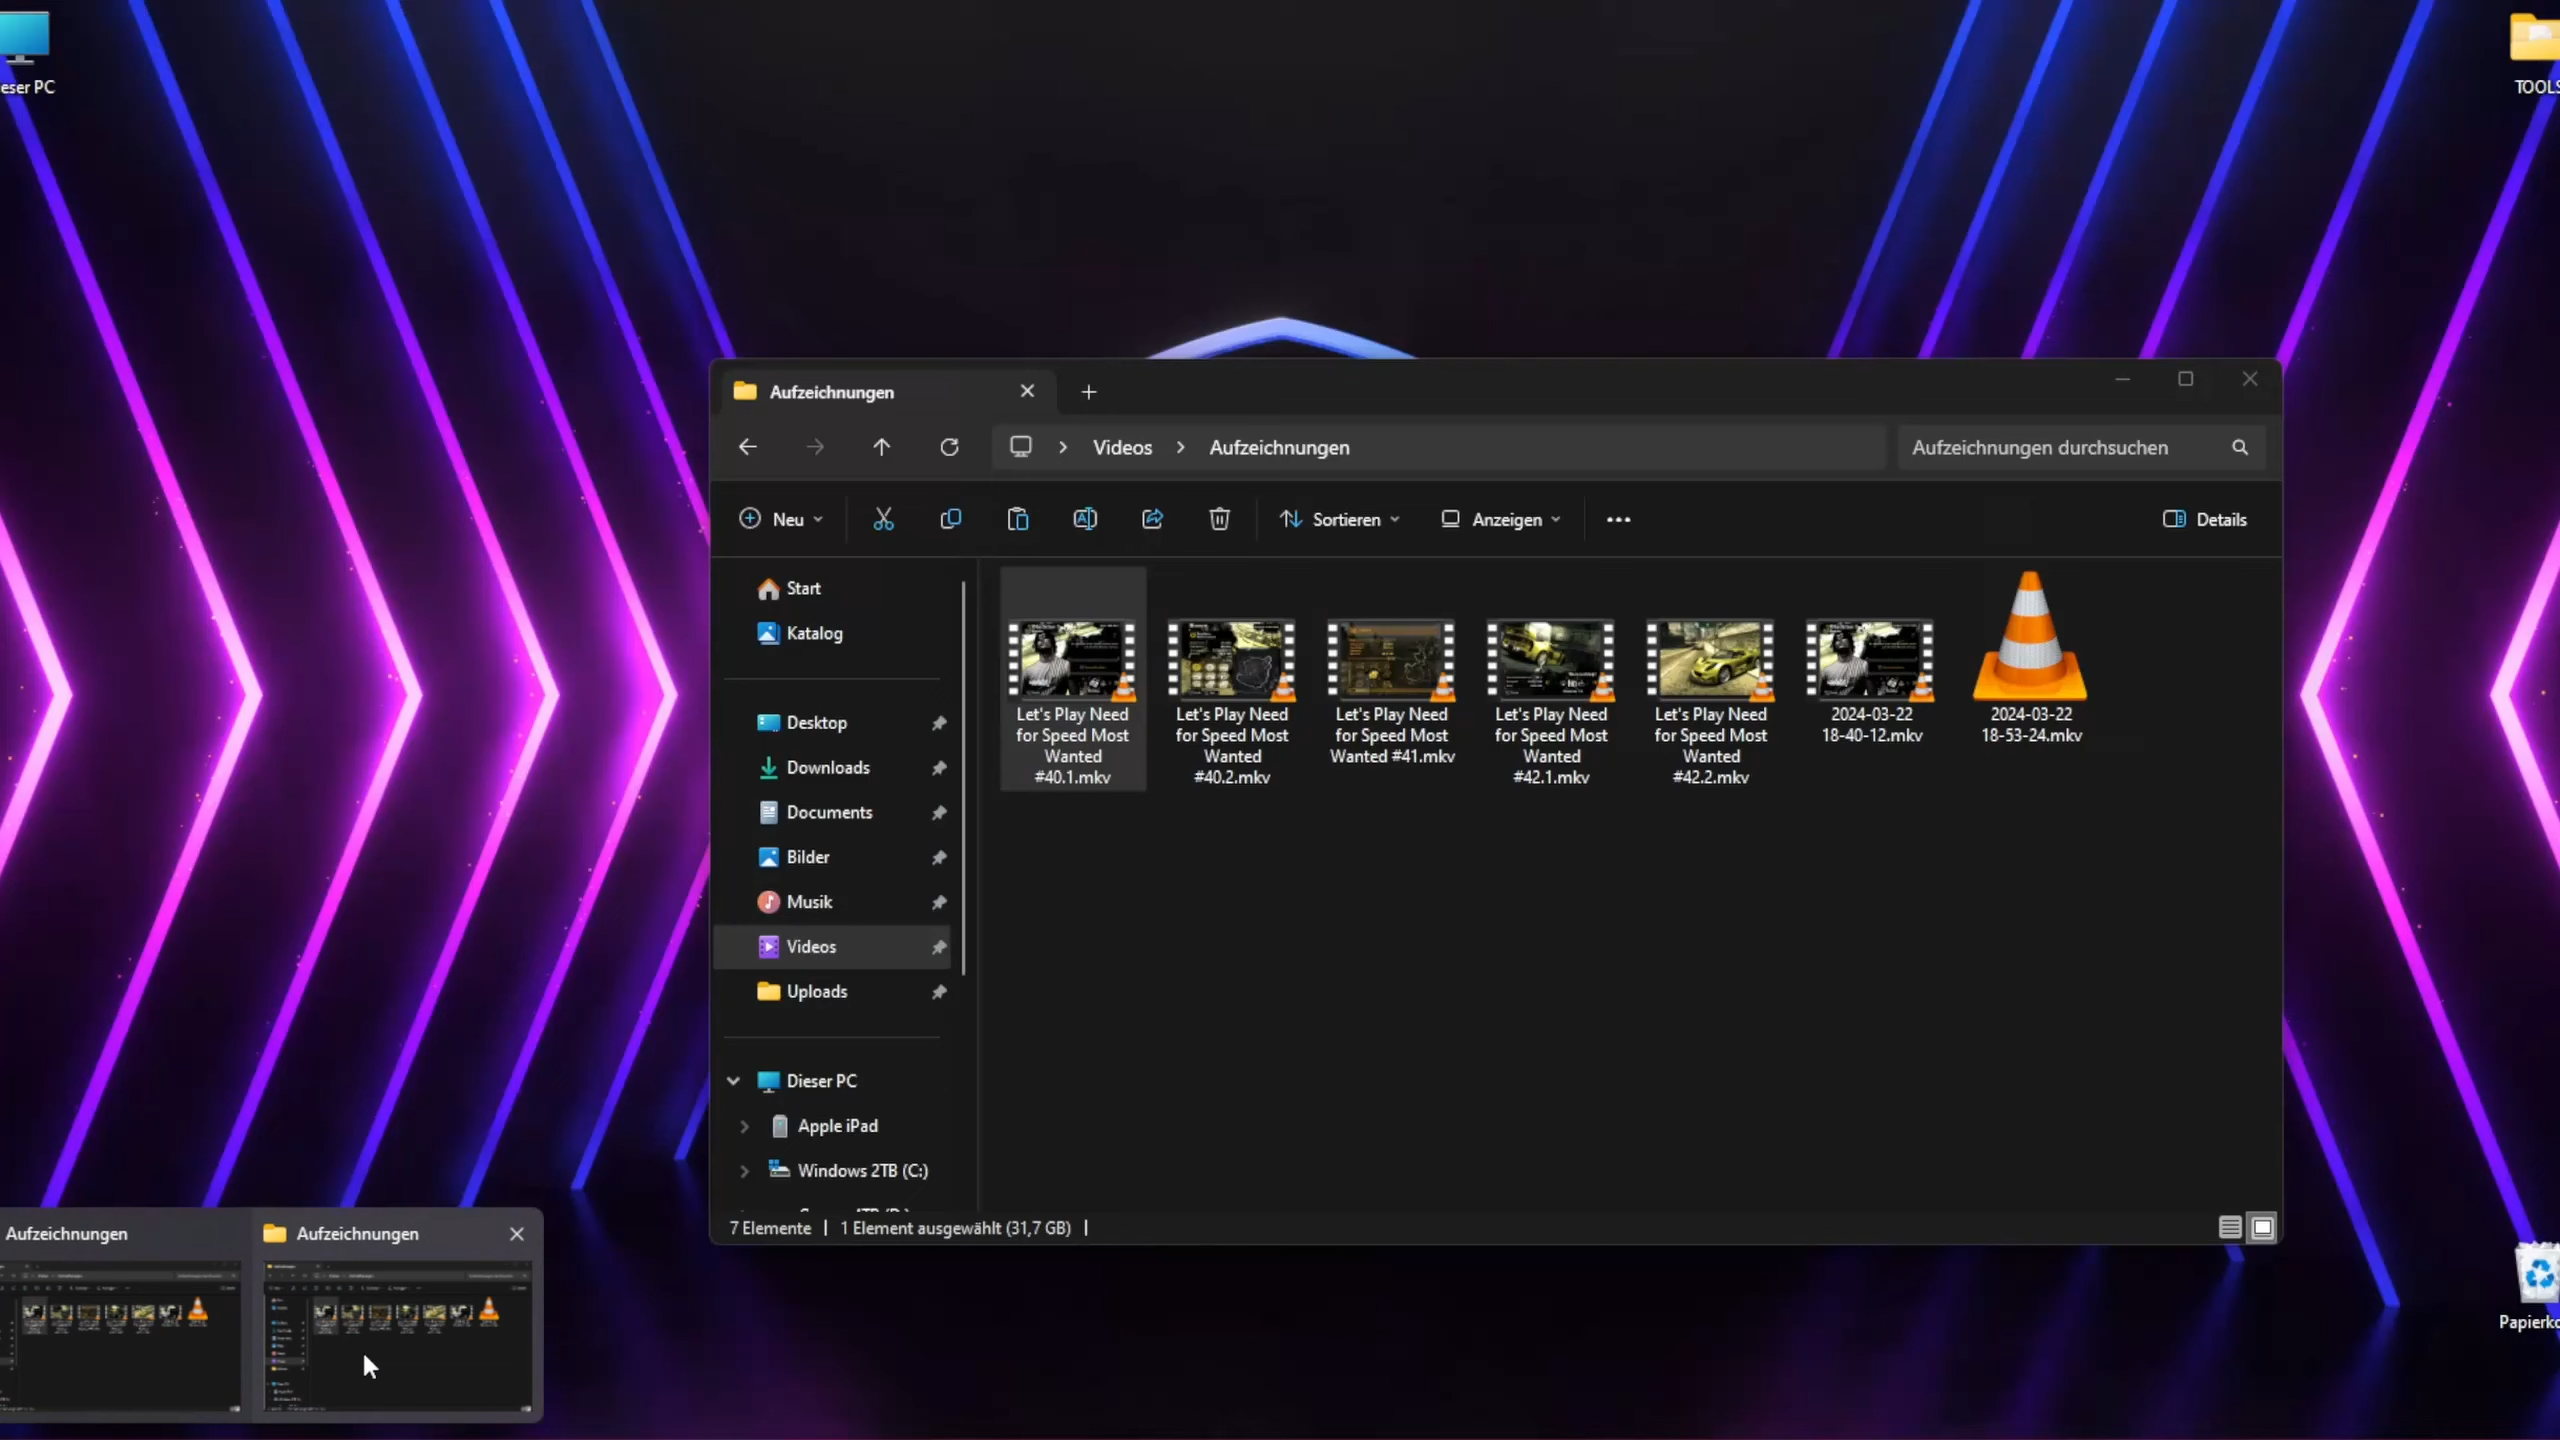 eser PC
TOOLS
Aufzeichnungen
Videos
Aufzeichnungen
Aufzeichnungen durchsuchen
Neu
Sortieren
Anzeigen
Details
Start
Katalog
Desktop
Downloads
Documents
Bilder
Musik
Videos
Uploads
Dieser PC
Apple iPad
Windows 2TB (C:)
Let's Play Need
for Speed Most
Wanted
#40.1.mkv
Let's Play Need
for Speed Most
Wanted
#40.2.mkv
Let's Play Need
for Speed Most
Wanted #41.mkv
Let's Play Need
for Speed Most
Wanted
#42.1.mkv
Let's Play Need
for Speed Most
Wanted
#42.2.mkv
2024-03-22
18-40-12.mkv
2024-03-22
18-53-24.mkv
7 Elemente
1 Element ausgewählt (31,7 GB)
Aufzeichnungen
Aufzeichnungen
Papierko